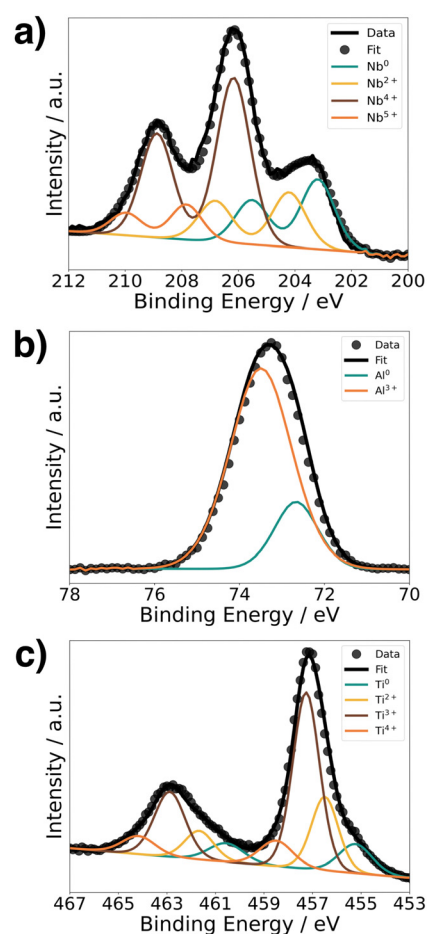 a)
Data
Fit
Nb⁰
Nb²⁺
Nb⁴⁺
Nb⁵⁺
Intensity / a.u.
212 210 208 206 204 202 200
Binding Energy / eV
b)
Data
Fit
Al⁰
Al³⁺
Intensity / a.u.
78 76 74 72 70
Binding Energy / eV
c)
Data
Fit
Ti⁰
Ti²⁺
Ti³⁺
Ti⁴⁺
Intensity / a.u.
467 465 463 461 459 457 455 453
Binding Energy / eV